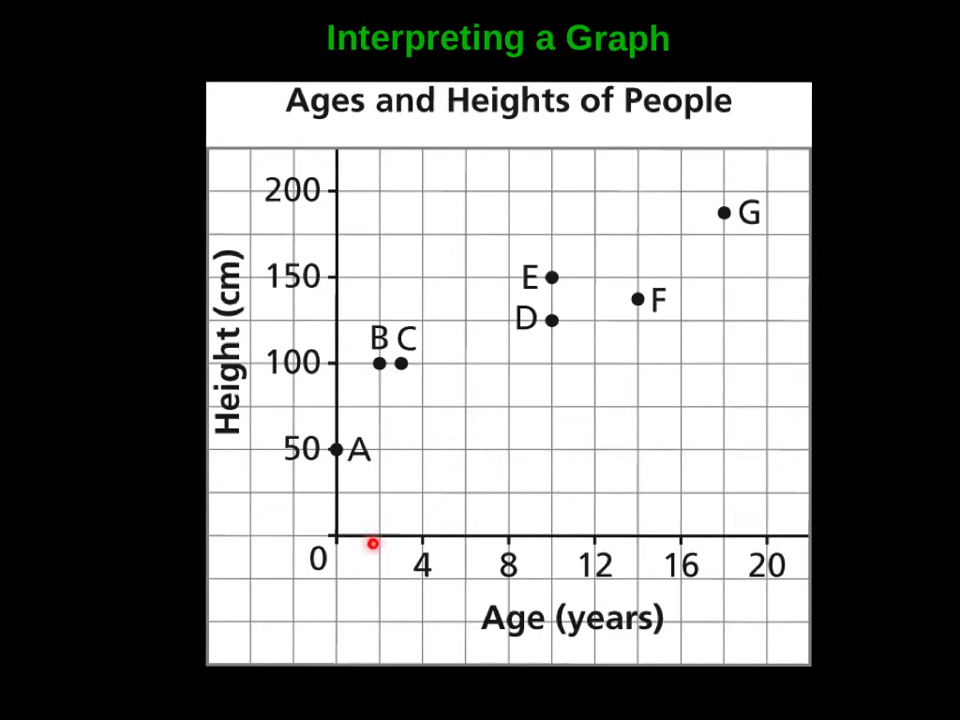 Interpreting a Graph
Ages and Heights of People
200
G
150
E
F
D
B C
100
50
A
Height (cm)
0
4 8 12 16 20
Age (years)